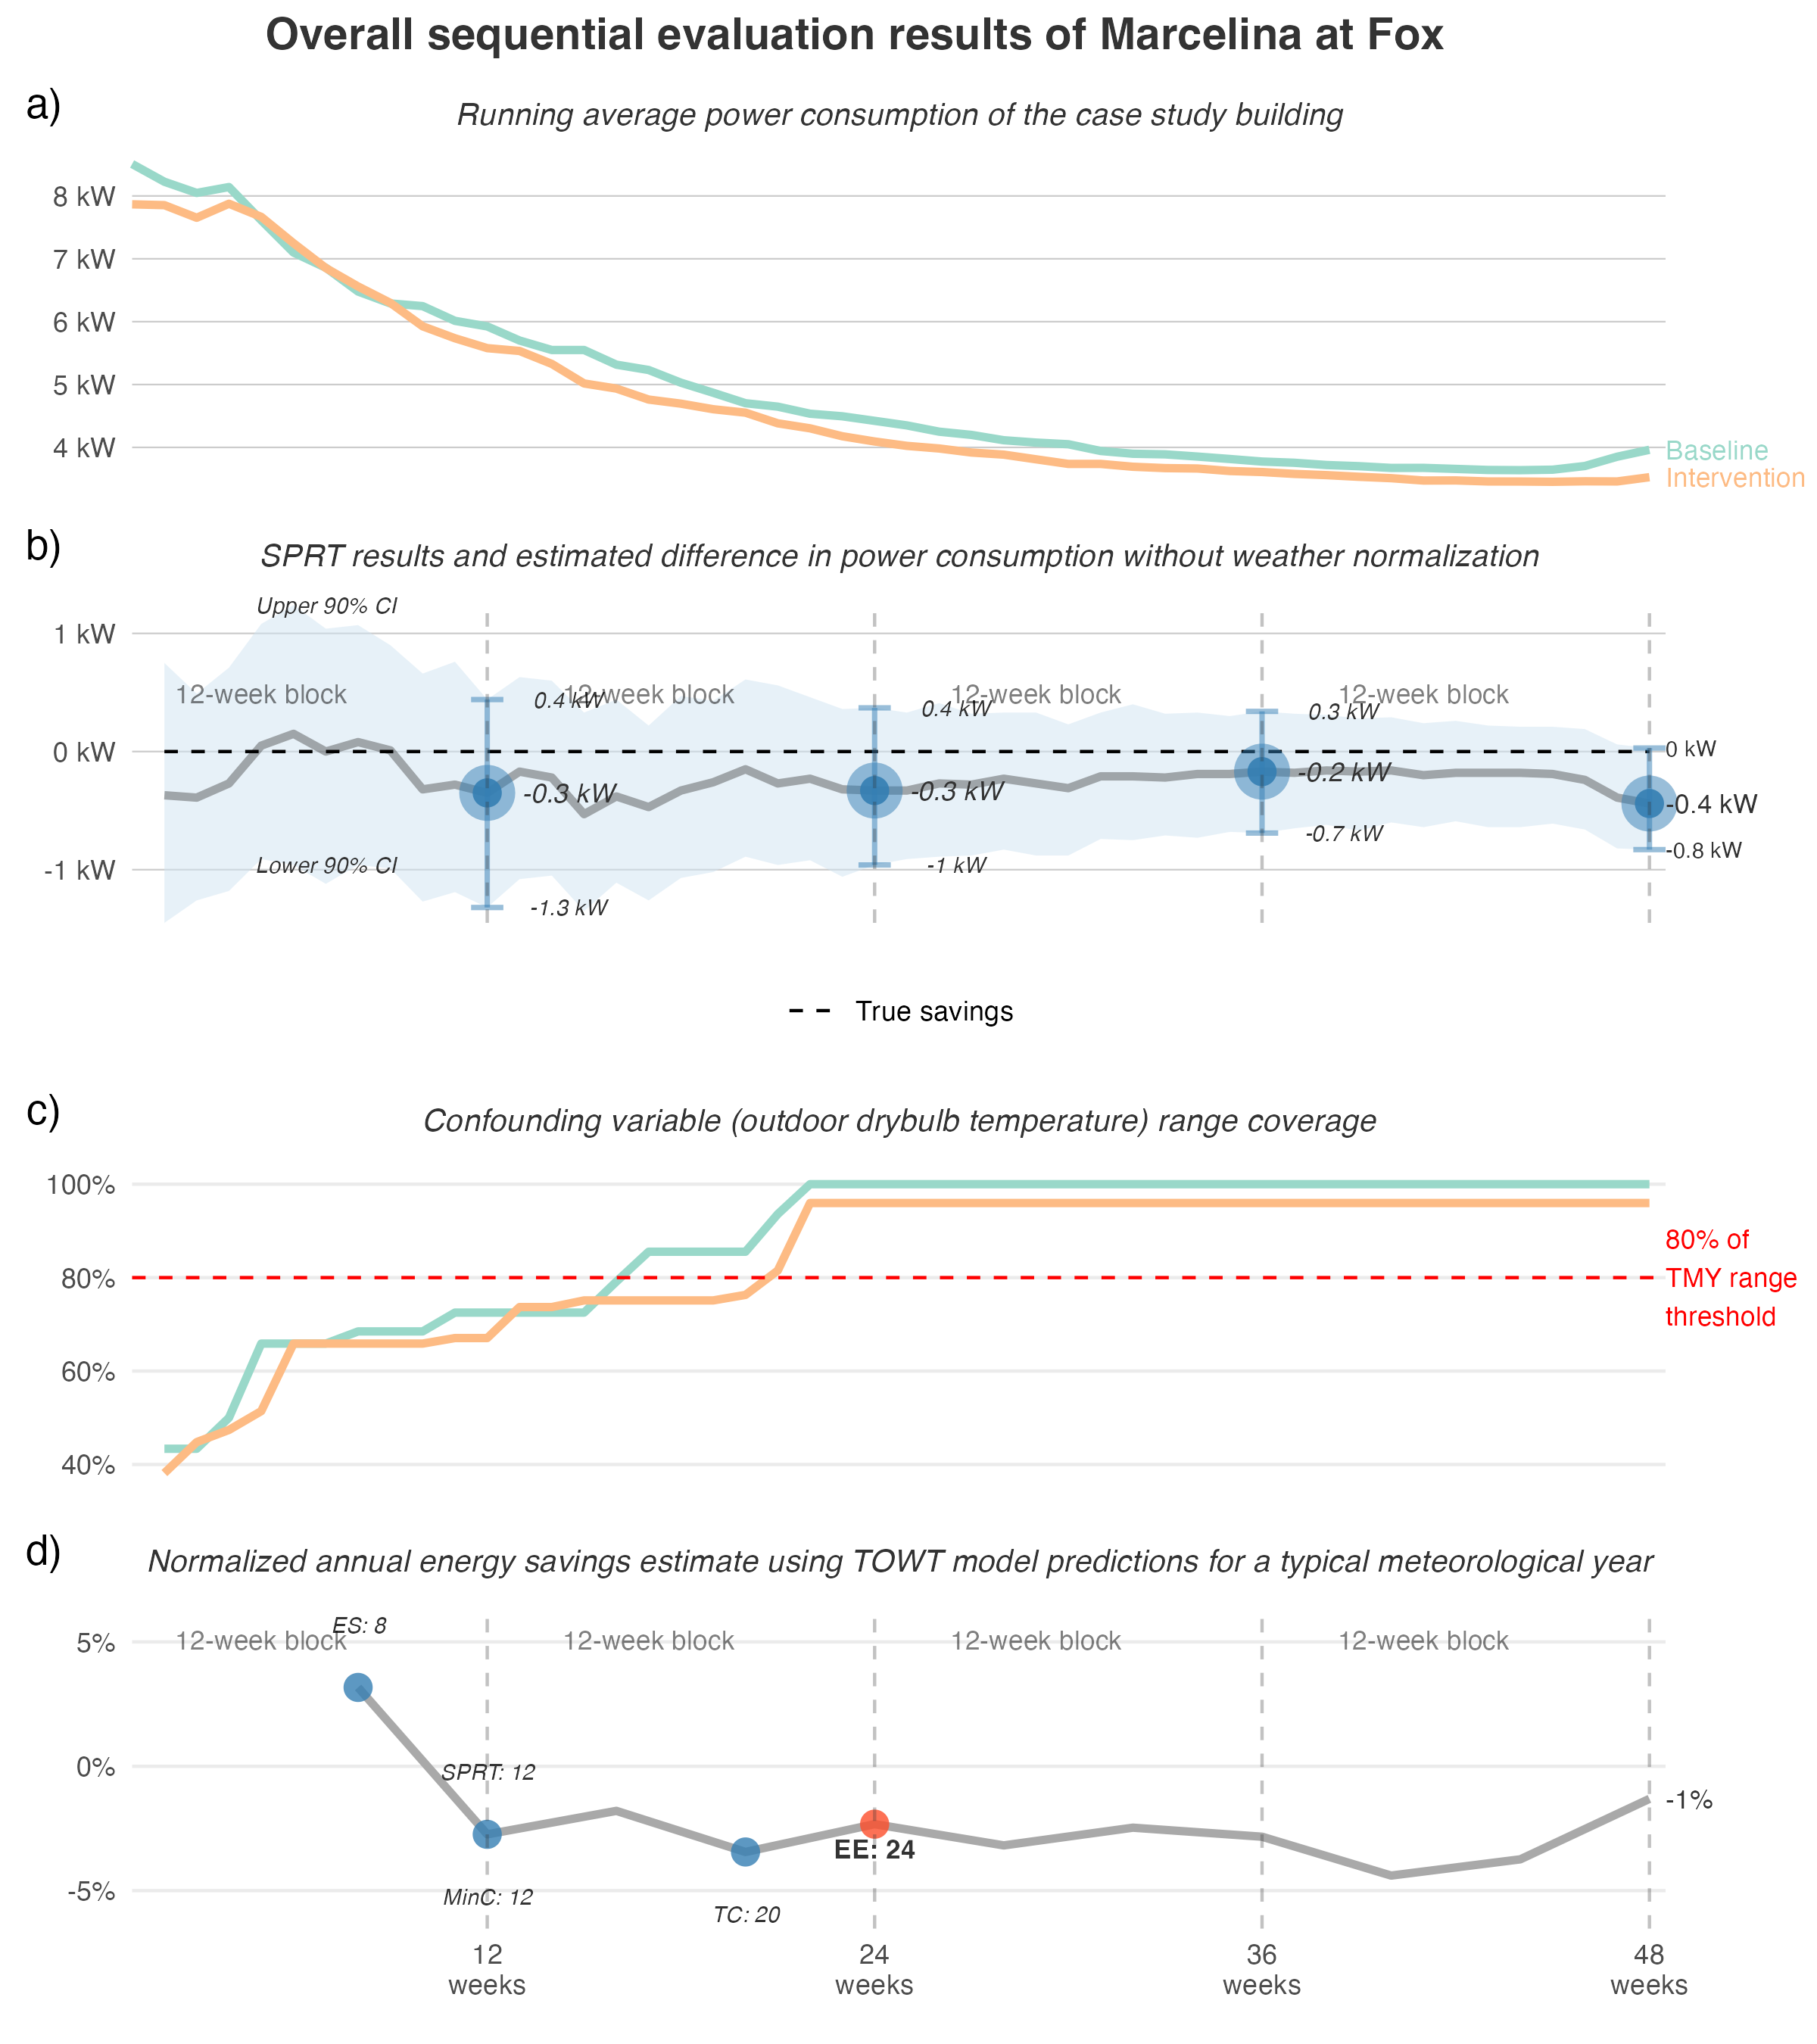 Overall sequential evaluation results of Marcelina at Fox
a)
Running average power consumption of the case study building
8 kW
7 kW
6 kW
5 kW
4 kW
Baseline
Intervention
b)
SPRT results and estimated difference in power consumption without weather normalization
Upper 90% CI
1 kW
12-week block
12-week block
12-week block
12-week block
0.4 kW
0.4 kW
0.3 kW
0 kW
0 kW
-0.3 kW
-0.3 kW
-0.2 kW
-0.4 kW
-0.7 kW
-0.8 kW
Lower 90% CI
-1 kW
-1 kW
-1.3 kW
True savings
c)
Confounding variable (outdoor drybulb temperature) range coverage
100%
80%
60%
40%
80% of
TMY range
threshold
d)
Normalized annual energy savings estimate using TOWT model predictions for a typical meteorological year
ES: 8
5%
12-week block
12-week block
12-week block
12-week block
0%
SPRT: 12
-1%
EE: 24
-5%
MinC: 12
TC: 20
12
weeks
24
weeks
36
weeks
48
weeks